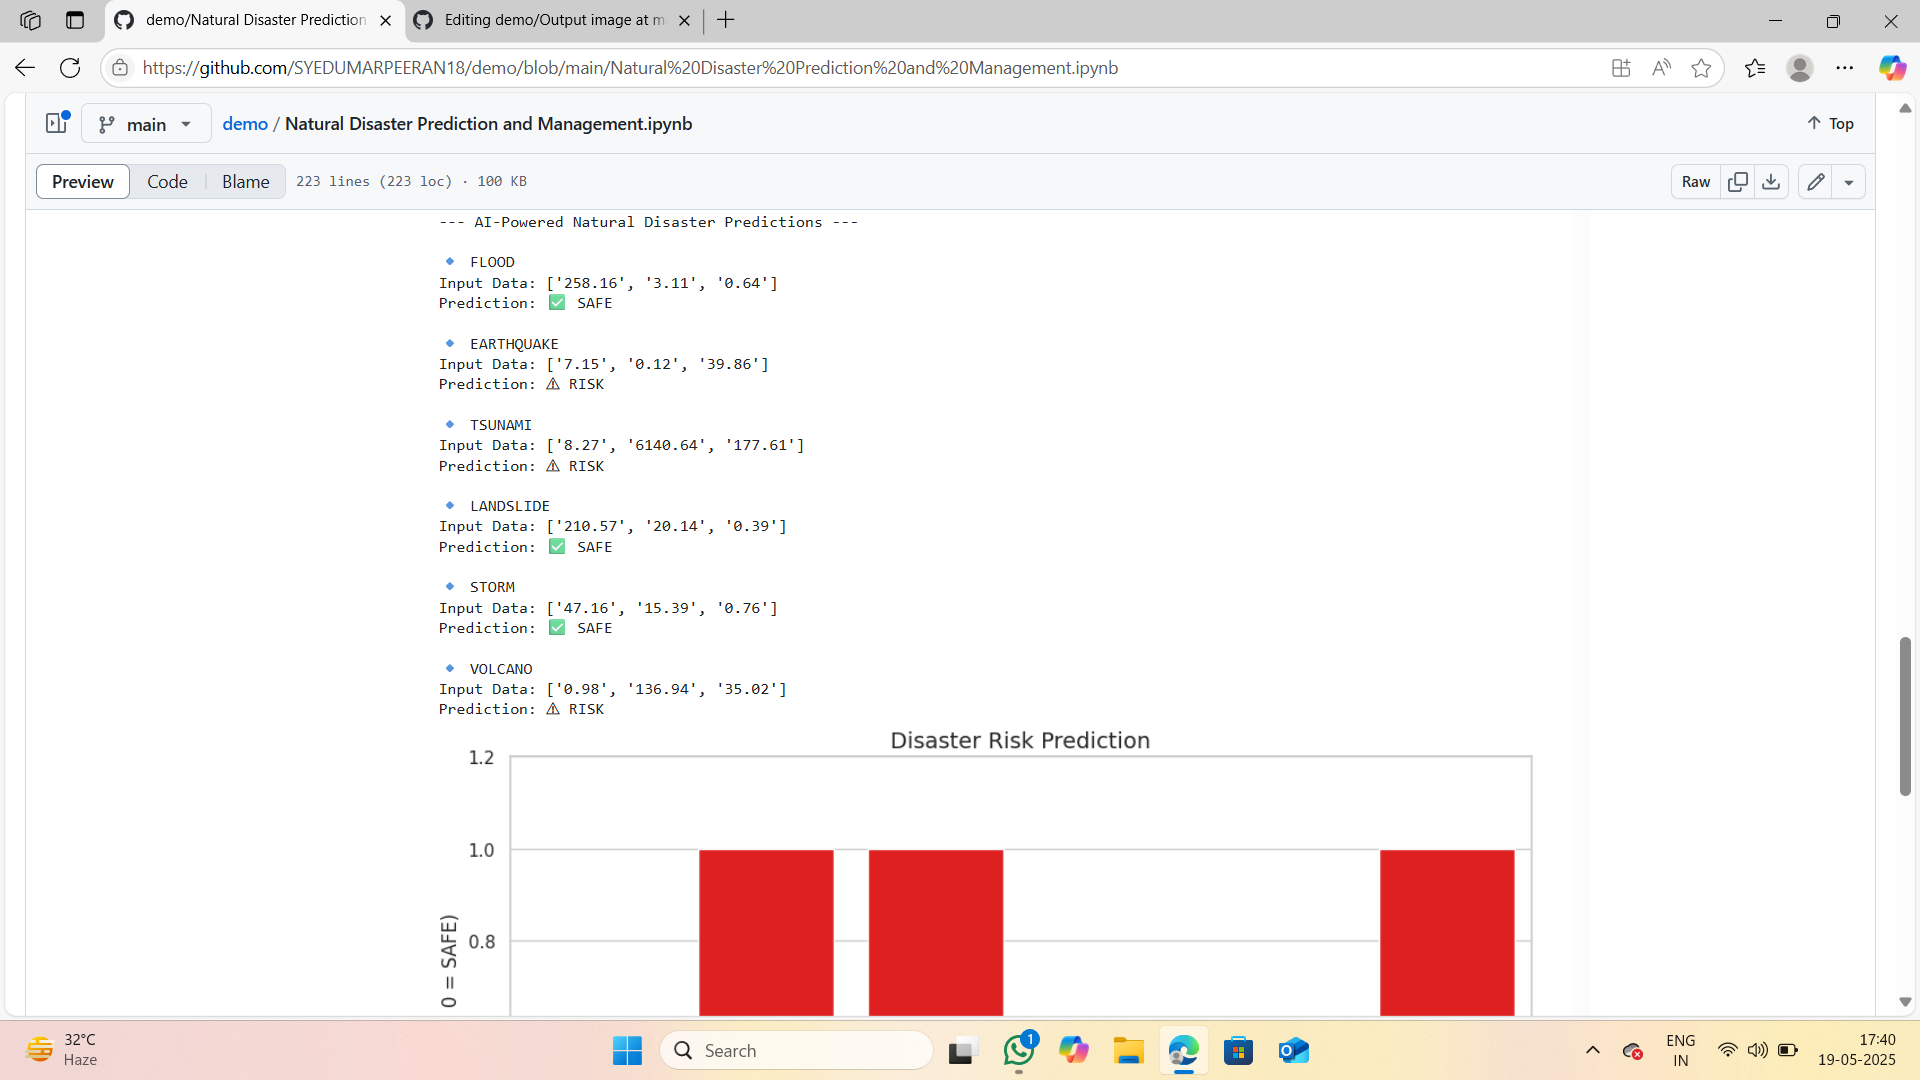 demo/Natural Disaster Prediction
Editing demo/Output image at m
https://github.com/SYEDUMARPEERAN18/demo/blob/main/Natural%20Disaster%20Prediction%20and%20Management.ipynb
main
demo / Natural Disaster Prediction and Management.ipynb
Top
Preview
Code
Blame
223 lines (223 loc) · 100 KB
Raw
--- AI-Powered Natural Disaster Predictions ---
🔹 FLOOD
Input Data: ['258.16', '3.11', '0.64']
Prediction: ✅ SAFE
🔹 EARTHQUAKE
Input Data: ['7.15', '0.12', '39.86']
Prediction: ⚠ RISK
🔹 TSUNAMI
Input Data: ['8.27', '6140.64', '177.61']
Prediction: ⚠ RISK
🔹 LANDSLIDE
Input Data: ['210.57', '20.14', '0.39']
Prediction: ✅ SAFE
🔹 STORM
Input Data: ['47.16', '15.39', '0.76']
Prediction: ✅ SAFE
🔹 VOLCANO
Input Data: ['0.98', '136.94', '35.02']
Prediction: ⚠ RISK
Disaster Risk Prediction
1.2
1.0
0.8
0 = SAFE)
32°C
Haze
Search
1
ENG
IN
17:40
19-05-2025